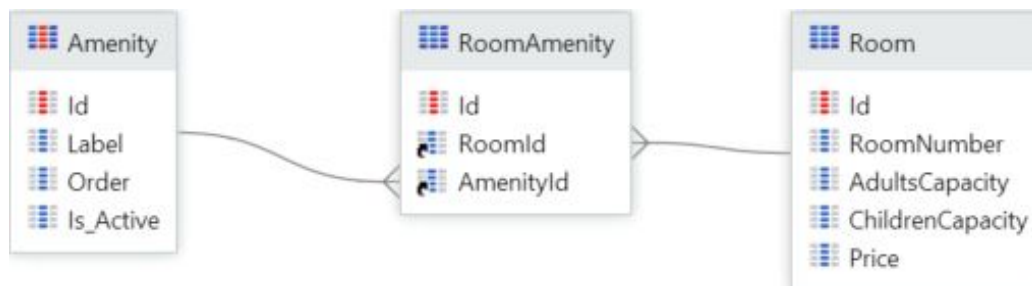 Amenity
Id
Label
Order
Is_Active
RoomAmenity
Id
RoomId
AmenityId
Room
Id
RoomNumber
AdultsCapacity
ChildrenCapacity
Price